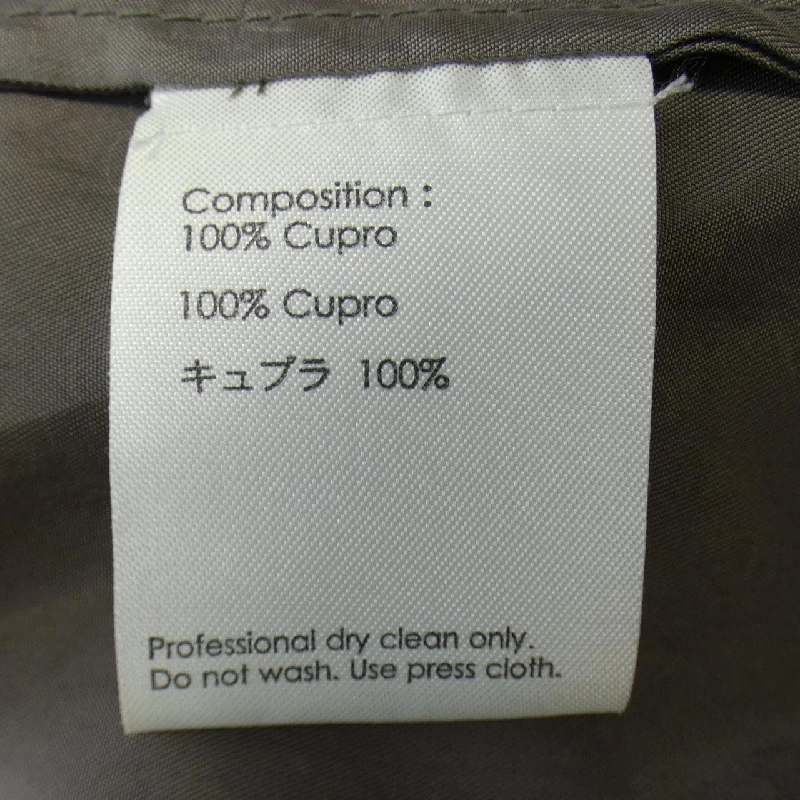 Composition :
100% Cupro
100% Cupro
キュプラ 100%
Professional dry clean only.
Do not wash. Use press cloth.